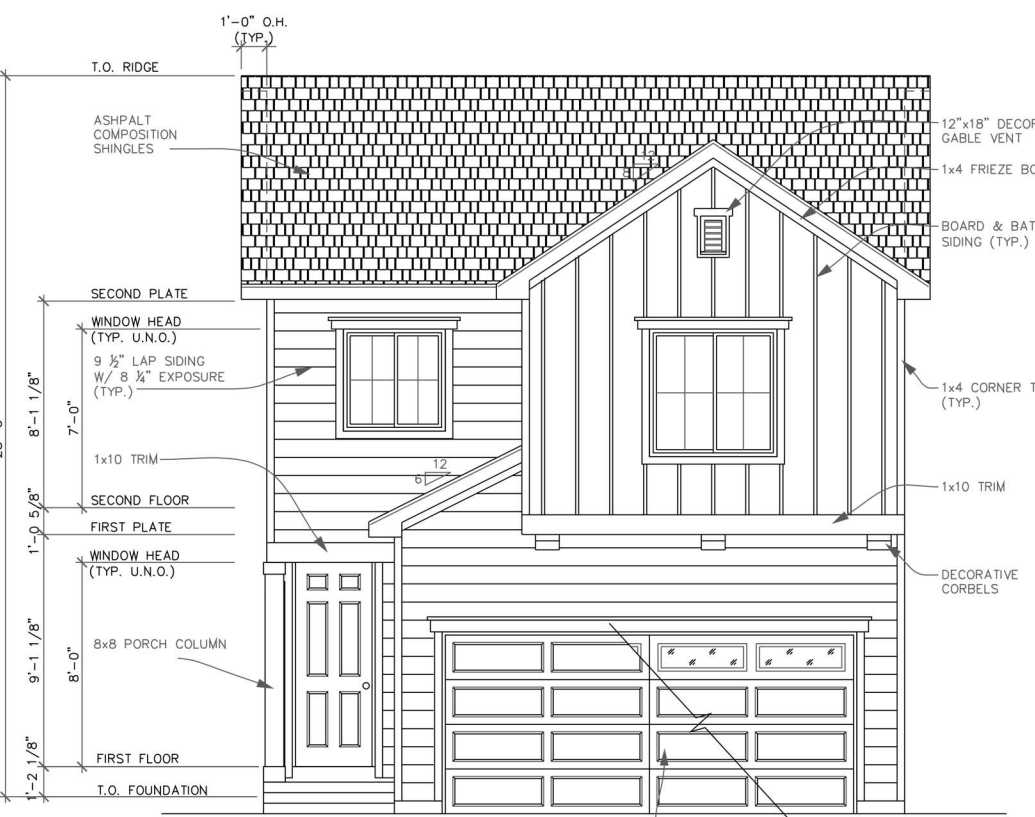 1'-0" O.H.
(TYP.)
T.O. RIDGE
ASHPALT
COMPOSITION
SHINGLES
12
8
12"x18"
GABLE VENT
1x4 FRIEZE
BOARD &
SIDING (TYP.)
SECOND PLATE
WINDOW HEAD
(TYP. U.N.O.)
9 ½" LAP SIDING
W/ 8 ¼" EXPOSURE
(TYP.)
8'-1 1/8"
7'-0"
1x4 CORNER
(TYP.)
1x10 TRIM
12
6
1x10 TRIM
SECOND FLOOR
1'-0 5/8"
FIRST PLATE
WINDOW HEAD
(TYP. U.N.O.)
DECORATIVE
CORBELS
8x8 PORCH COLUMN
9'-1 1/8"
8'-0"
FIRST FLOOR
1'-2 1/8"
T.O. FOUNDATION